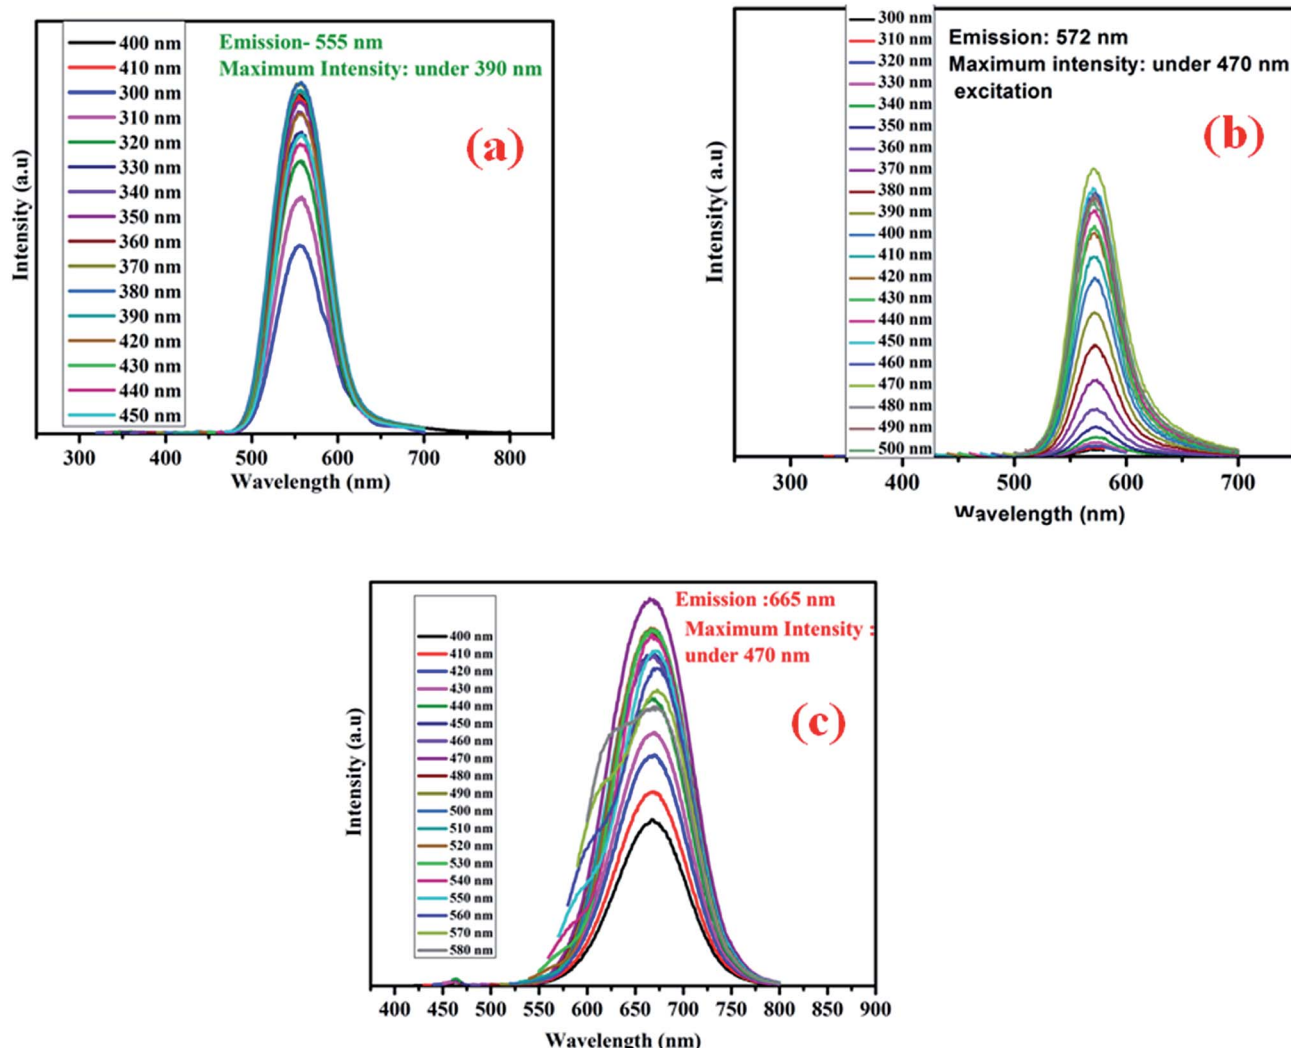 400 nm
410 nm
300 nm
310 nm
320 nm
330 nm
340 nm
350 nm
360 nm
370 nm
380 nm
390 nm
420 nm
430 nm
440 nm
450 nm
Emission- 555 nm
Maximum Intensity: under 390 nm
(a)
Intensity (a.u)
300 400 500 600 700 800
Wavelength (nm)
300 nm
310 nm
320 nm
330 nm
340 nm
350 nm
360 nm
370 nm
380 nm
390 nm
400 nm
410 nm
420 nm
430 nm
440 nm
450 nm
460 nm
470 nm
480 nm
490 nm
500 nm
Emission: 572 nm
Maximum intensity: under 470 nm
excitation
(b)
Intensity( a.u)
300 400 500 600 700
Wavelength (nm)
400 nm
410 nm
420 nm
430 nm
440 nm
450 nm
460 nm
470 nm
480 nm
490 nm
500 nm
510 nm
520 nm
530 nm
540 nm
550 nm
560 nm
570 nm
580 nm
Emission :665 nm
Maximum Intensity :
under 470 nm
(c)
Intensity (a.u)
400 450 500 550 600 650 700 750 800 850 900
Wavelength (nm)